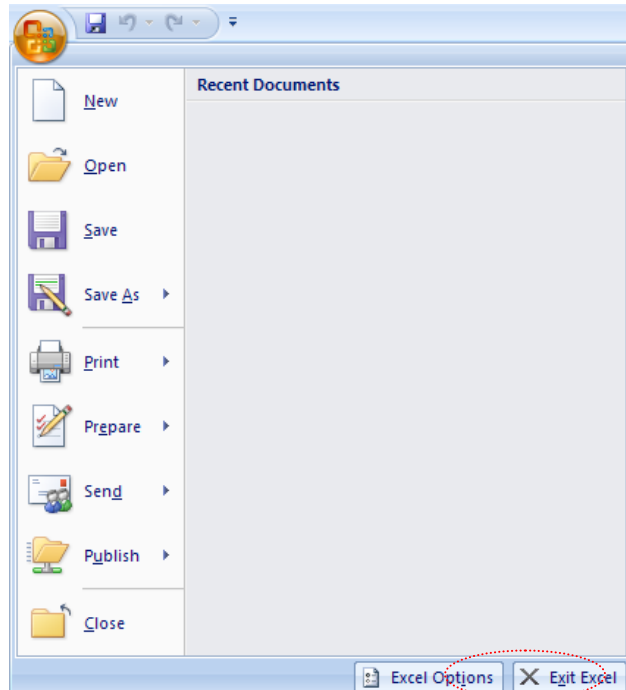 Recent Documents
New
Open
Save
Save As
Print
Prepare
Send
Publish
Close
Excel Options
Exit Excel